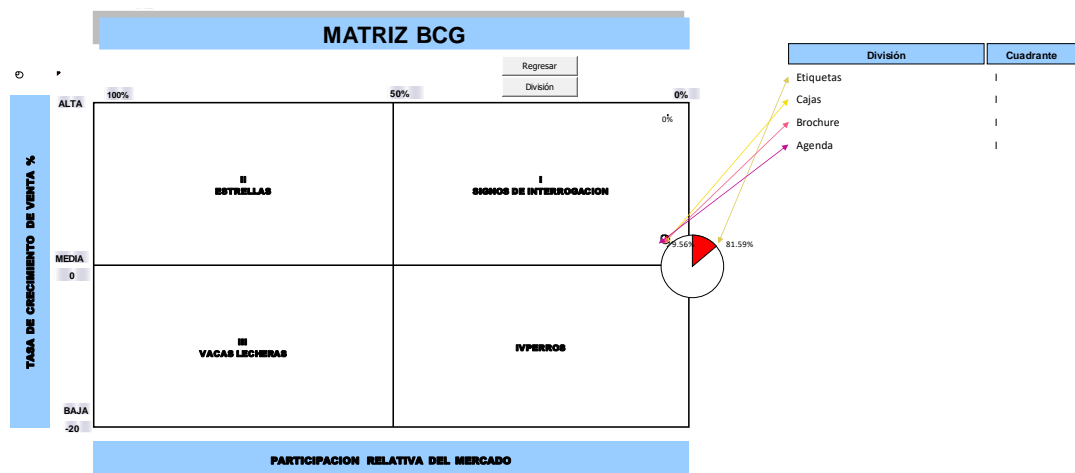 MATRIZ BCG
Regresar
División
División Cuadrante
Etiquetas I
Cajas I
Brochure I
Agenda I
TASA DE CRECIMIENTO DE VENTA %
ALTA
100%
50%
0%
0%
II
ESTRELLAS
I
SIGNOS DE INTERROGACION
81.59%
MEDIA
0
III
VACAS LECHERAS
IVPERROS
BAJA
-20
PARTICIPACION RELATIVA DEL MERCADO